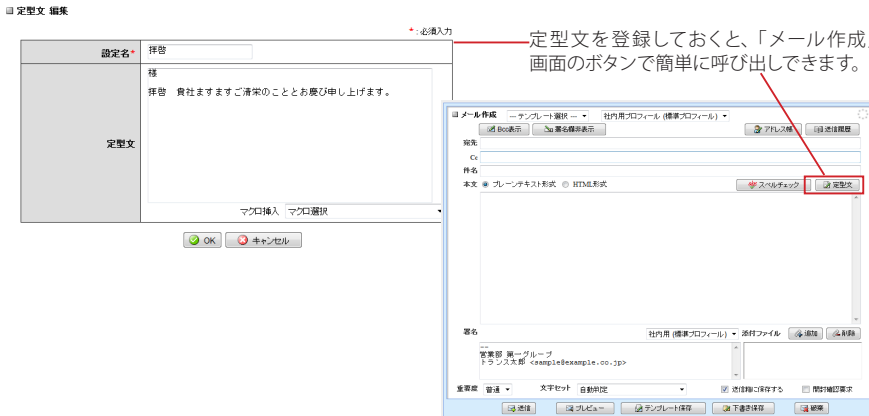 定型文 編集
*：必須入力
設定名*
拝啓
定型文
様
拝啓　貴社ますますご清栄のこととお慶び申し上げます。
マクロ挿入 マクロ選択
OK キャンセル
定型文を登録しておくと、「メール作成」
画面のボタンで簡単に呼び出しできます。
メール作成 --- テンプレート選択 --- 社内用プロフィール (標準プロフィール)
Bcc表示 署名欄非表示 アドレス帳 送信履歴
宛先
Cc
件名
本文 プレーンテキスト形式 HTML形式 スペルチェック 定型文
署名 社内用 (標準プロフィール) 添付ファイル 追加 削除
--
営業部 第一グループ
トランス太郎 <sample@example.co.jp>
重要度 普通 文字セット 自動判定 送信箱に保存する 開封確認要求
送信 プレビュー テンプレート保存 下書き保存 破棄